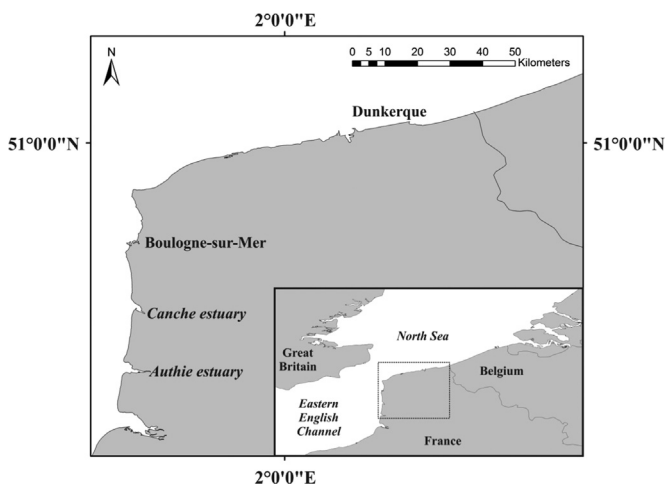 2°0'0"E
N
0 5 10 20 30 40 50
Kilometers
Dunkerque
51°0'0"N
51°0'0"N
Boulogne-sur-Mer
Canche estuary
North Sea
Great
Britain
Authie estuary
Belgium
Eastern
English
Channel
France
2°0'0"E